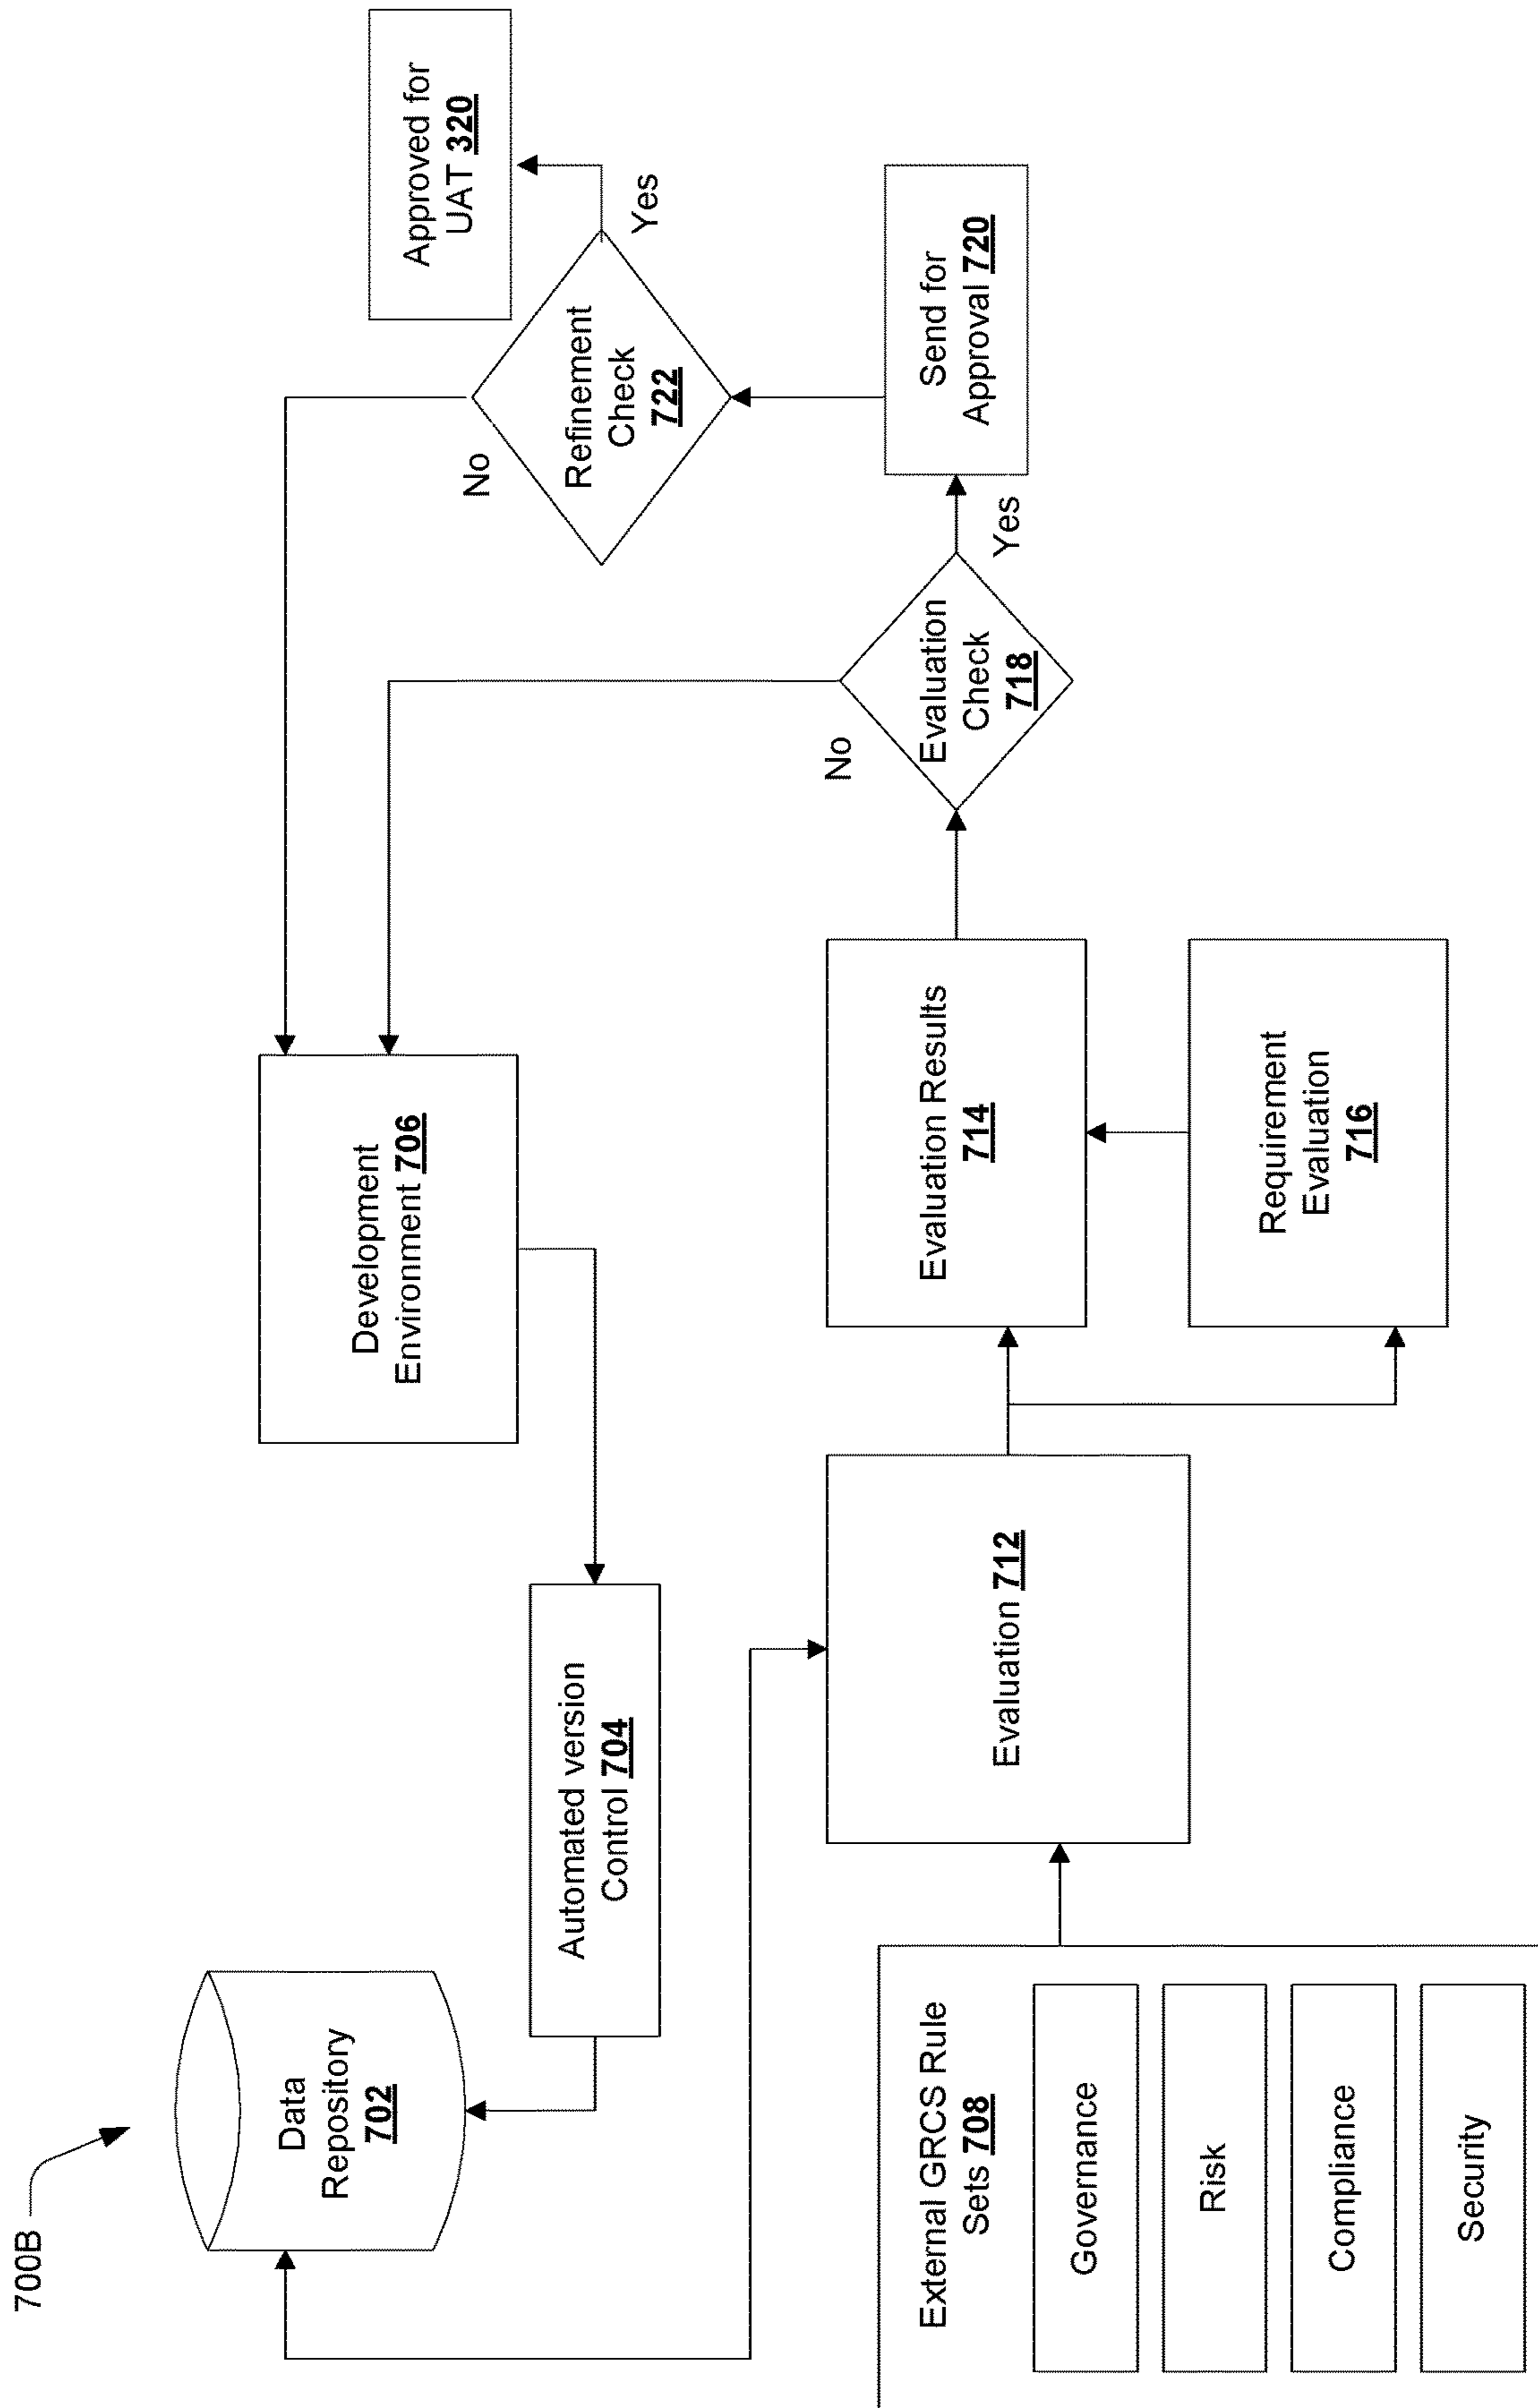 700B
Data
Repository
702
Automated version
Control 704
Development
Environment 706
Approved for
UAT 320
No
Refinement
Check
722
Yes
External GRCS Rule
Sets 708
Governance
Risk
Compliance
Security
Evaluation 712
Evaluation Results
714
Requirement
Evaluation
716
No
Evaluation
Check
718
Yes
Send for
Approval 720